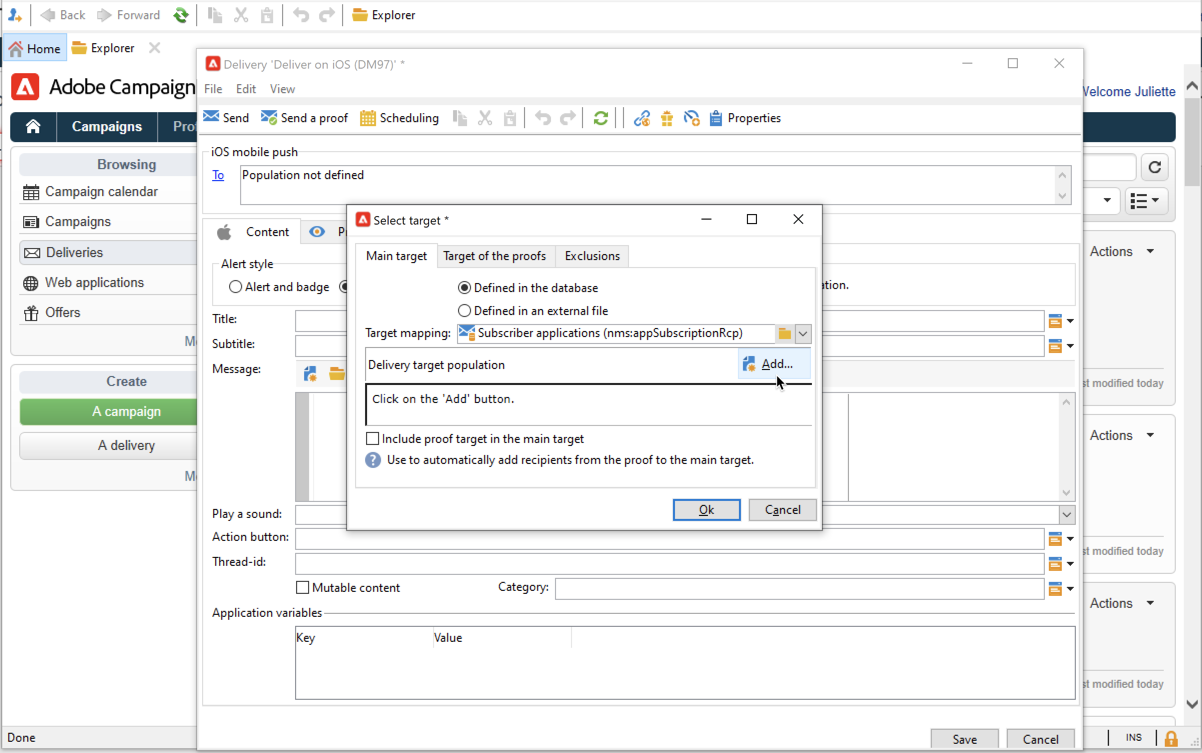 Back Forward Explorer
Home Explorer
Delivery 'Deliver on iOS (DM97)' *
Adobe Campaign
Welcome Juliette
File Edit View
Campaigns
Send Send a proof Scheduling Properties
iOS mobile push
To Population not defined
Browsing
Campaign calendar
Campaigns
Deliveries
Web applications
Offers
Create
A campaign
A delivery
Content
Alert style
Alert and badge
Title:
Subtitle:
Message:
Select target *
Main target Target of the proofs Exclusions
Defined in the database
Defined in an external file
Target mapping: Subscriber applications (nms:appSubscriptionRcp)
Delivery target population Add...
Click on the 'Add' button.
Include proof target in the main target
? Use to automatically add recipients from the proof to the main target.
Ok Cancel
Play a sound:
Action button:
Thread-id:
Mutable content Category:
Application variables
Key Value
Save Cancel
Actions
st modified today
Actions
st modified today
Actions
st modified today
Done INS